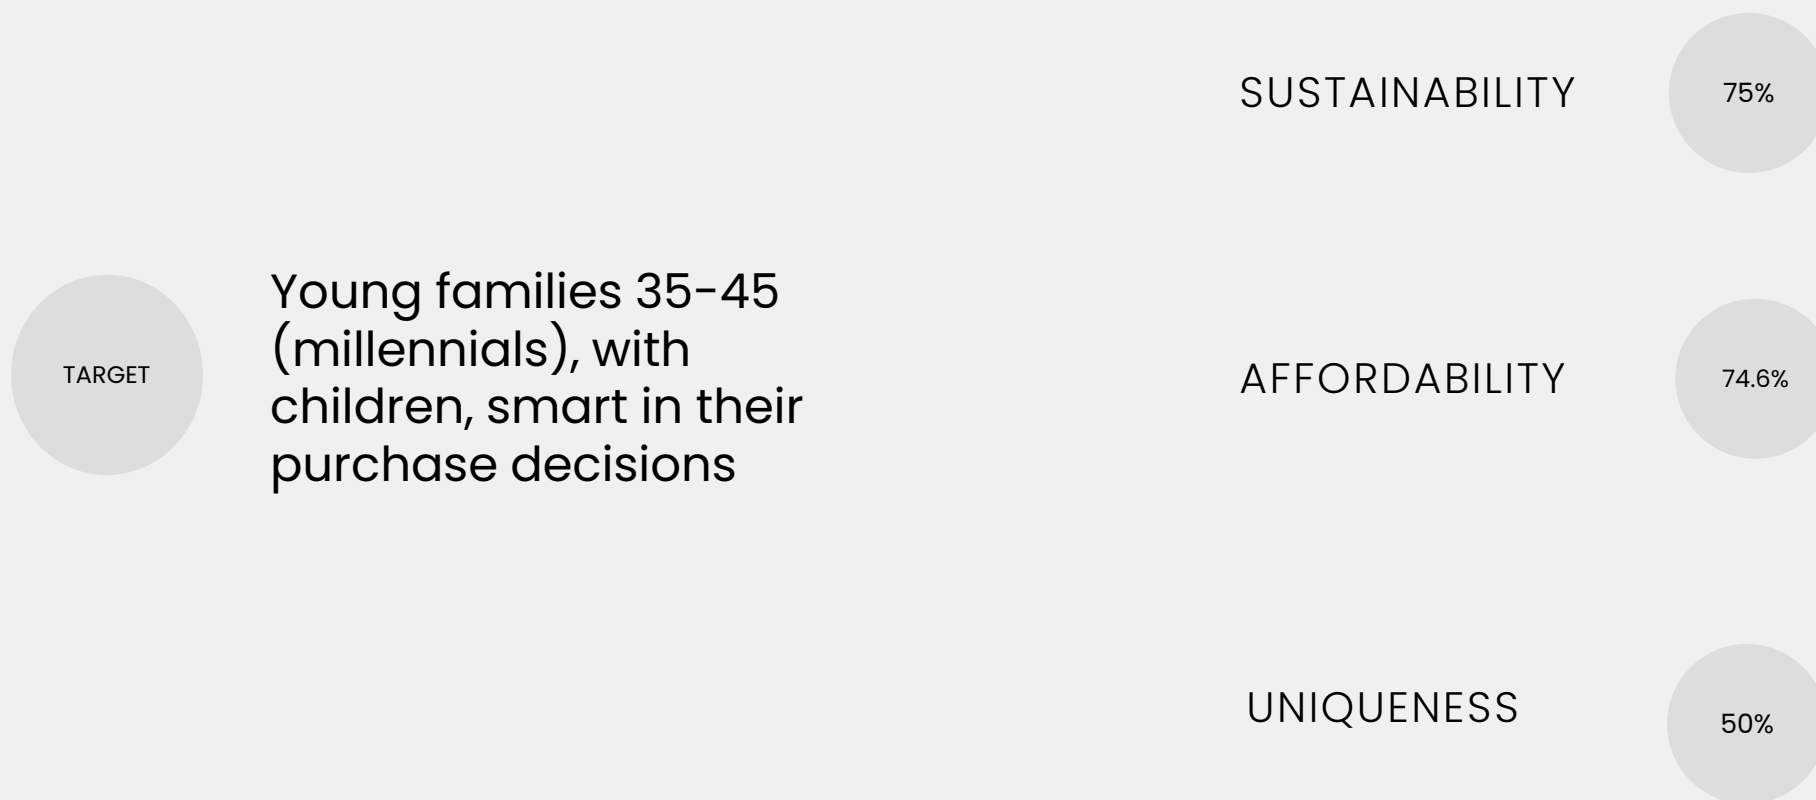 TARGET
Young families 35-45
(millennials), with
children, smart in their
purchase decisions
SUSTAINABILITY
75%
AFFORDABILITY
74.6%
UNIQUENESS
50%